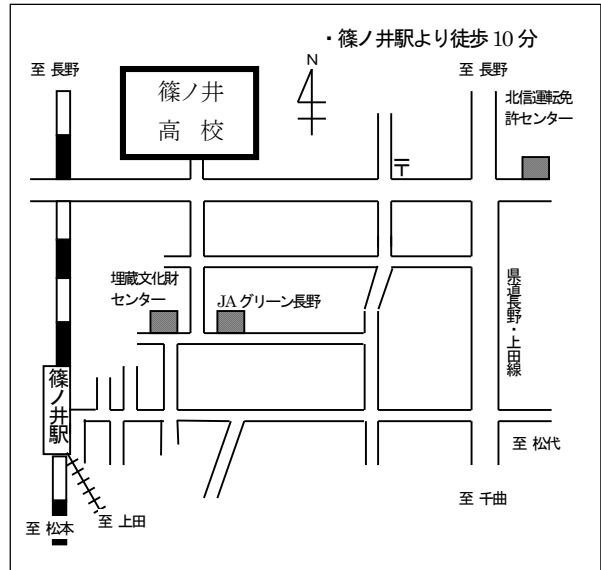 ・篠ノ井駅より徒歩 10 分
至 長野
N
至 長野
篠ノ井
高 校
北信運転免
許センター
〒
埋蔵文化財
センター
JA グリーン長野
県道長野・上田線
篠ノ井駅
至 松代
至 千曲
至 上田
至 松本